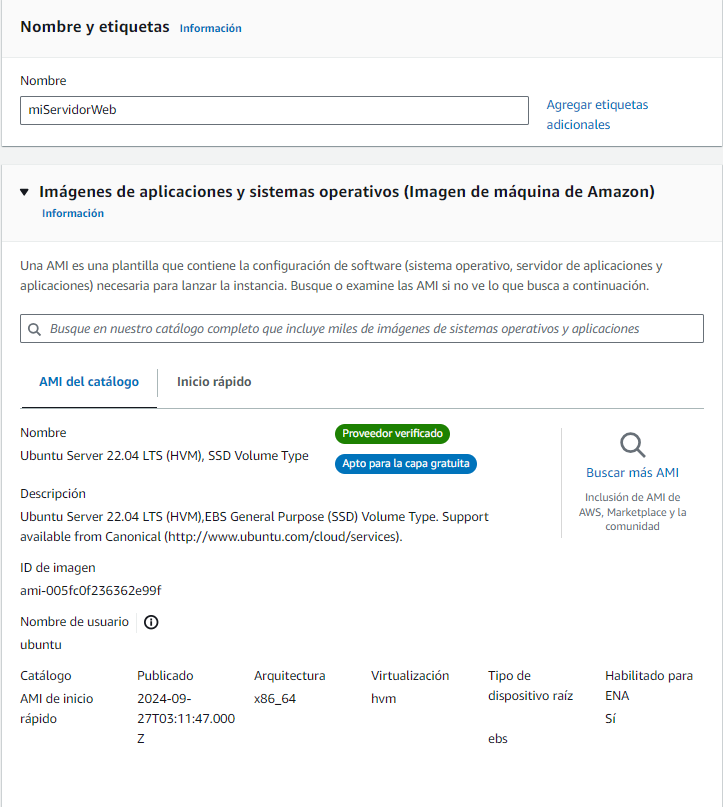 Nombre y etiquetas Información
Nombre
miServidorWeb
Agregar etiquetas
adicionales
Imágenes de aplicaciones y sistemas operativos (Imagen de máquina de Amazon)
Información
Una AMI es una plantilla que contiene la configuración de software (sistema operativo, servidor de aplicaciones y
aplicaciones) necesaria para lanzar la instancia. Busque o examine las AMI si no ve lo que busca a continuación.
Busque en nuestro catálogo completo que incluye miles de imágenes de sistemas operativos y aplicaciones
AMI del catálogo
Inicio rápido
Nombre
Ubuntu Server 22.04 LTS (HVM), SSD Volume Type
Proveedor verificado
Apto para la capa gratuita
Descripción
Ubuntu Server 22.04 LTS (HVM),EBS General Purpose (SSD) Volume Type. Support
available from Canonical (http://www.ubuntu.com/cloud/services).
Buscar más AMI
Inclusión de AMI de
AWS, Marketplace y la
comunidad
ID de imagen
ami-005fc0f236362e99f
Nombre de usuario
ubuntu
Catálogo
AMI de inicio
rápido
Publicado
2024-09-
27T03:11:47.000
Z
Arquitectura
x86_64
Virtualización
hvm
Tipo de
dispositivo raíz
ebs
Habilitado para
ENA
Sí